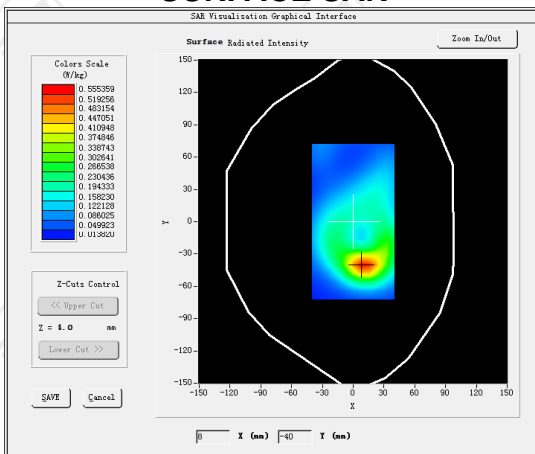 SURFACE SAR
SAR Visualisation Graphical Interface
Surface Radiated Intensity
Zoom In/Out
Colors Scale
(W/kg)
0.555359
0.519256
0.483154
0.447051
0.410948
0.374846
0.338743
0.302641
0.266538
0.230436
0.194333
0.158230
0.122128
0.086025
0.049923
0.013820
150
120
90
60
30
0
-30
-60
-90
-120
-150
Y
-150 -120 -90 -60 -30 0 30 60 90 120 150
X
Z-Cuts Control
<< Upper Cut
Z = mm
Lower Cut >>
SAVE Cancel
8 X (mm) -40 Y (mm)